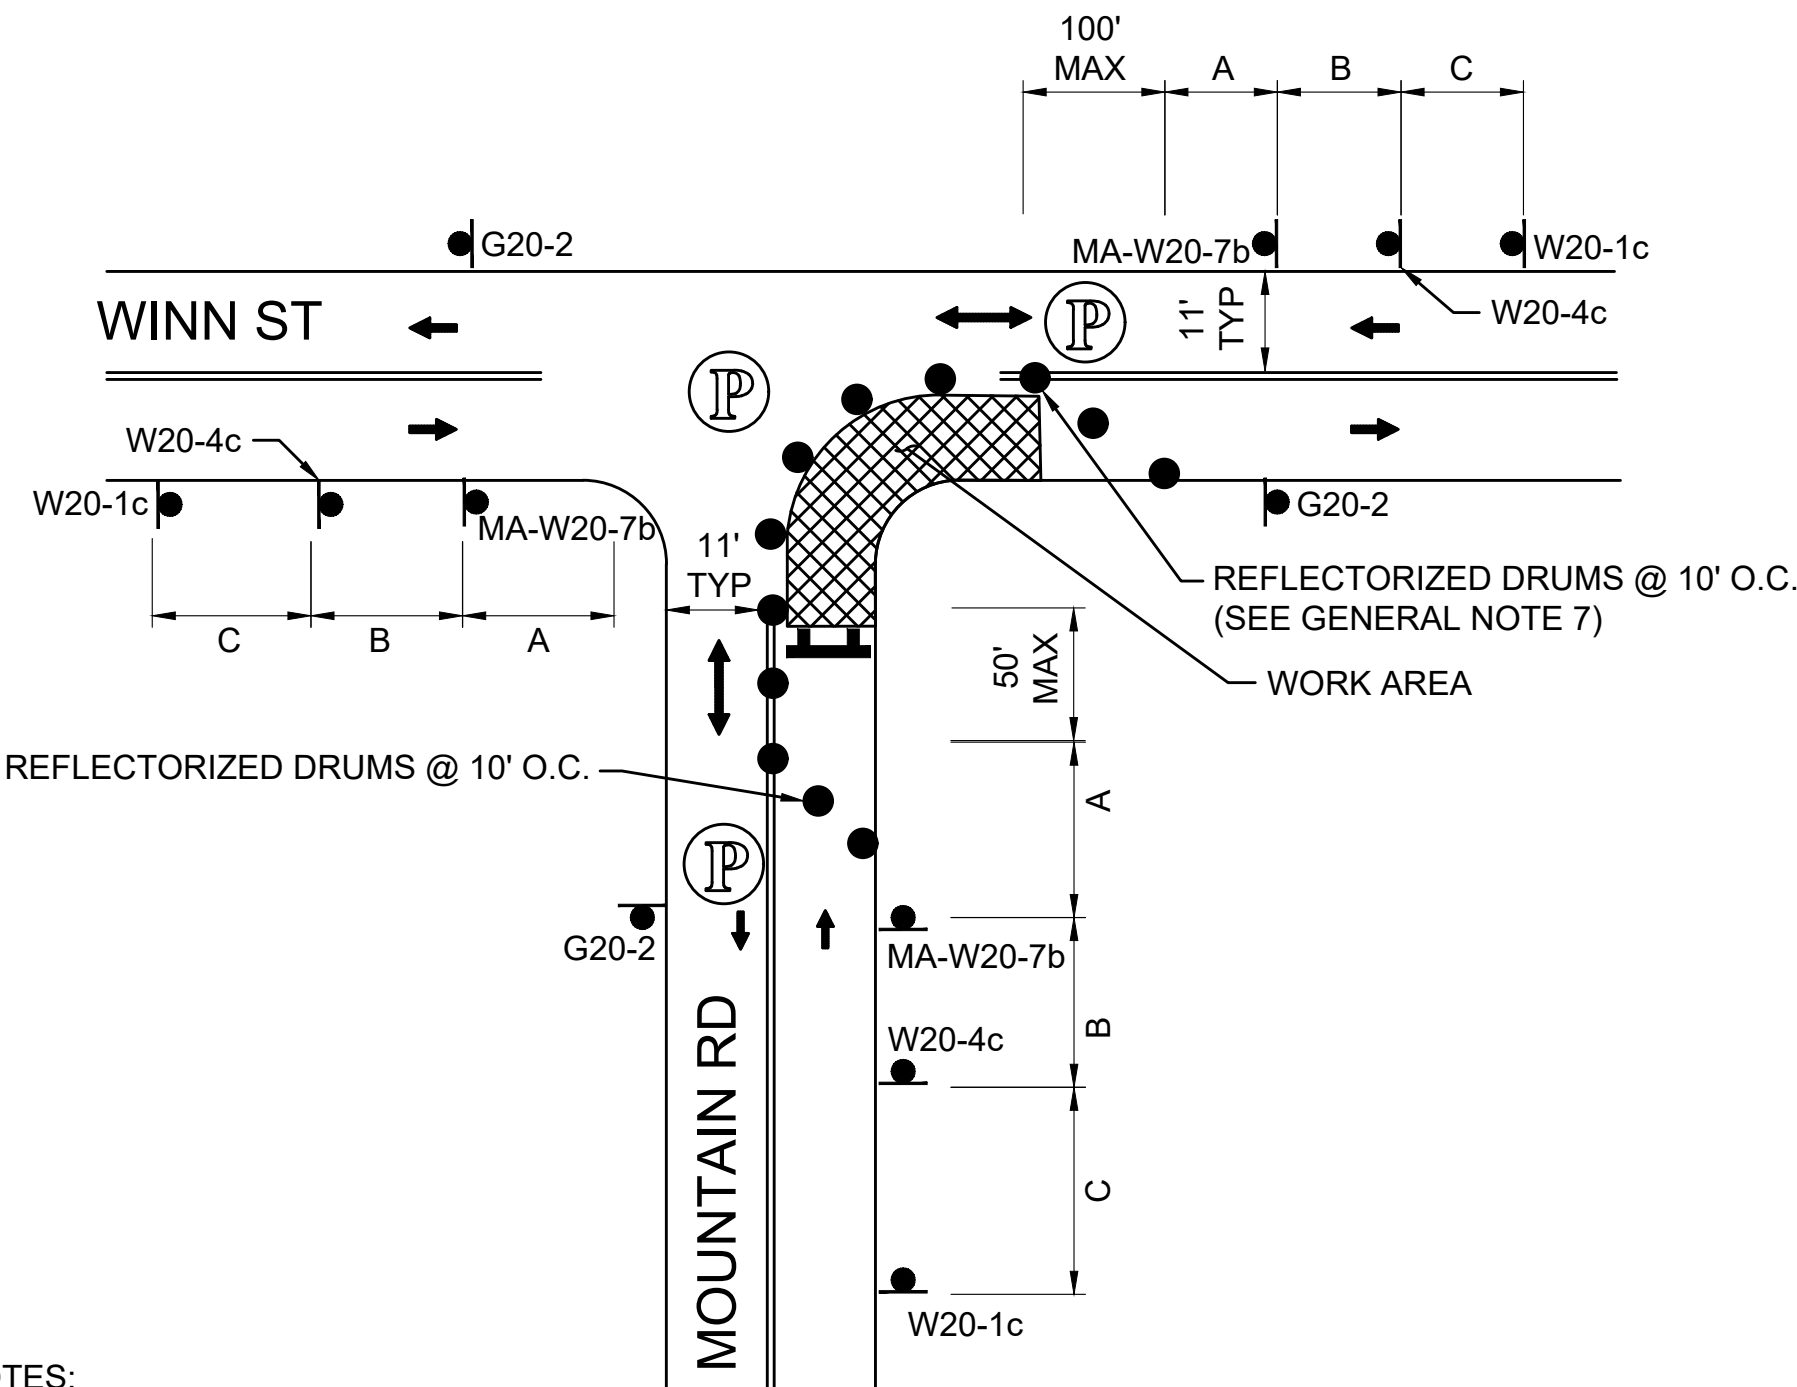 100'
MAX
A
B
C
G20-2
MA-W20-7b
W20-1c
WINN ST
11'
TYP
W20-4c
P
P
W20-4c
W20-1c
MA-W20-7b
G20-2
11'
TYP
REFLECTORIZED DRUMS @ 10' O.C.
(SEE GENERAL NOTE 7)
C
B
A
50'
MAX
WORK AREA
REFLECTORIZED DRUMS @ 10' O.C.
A
P
G20-2
MA-W20-7b
MOUNTAIN RD
W20-4c
B
C
W20-1c
OTES: